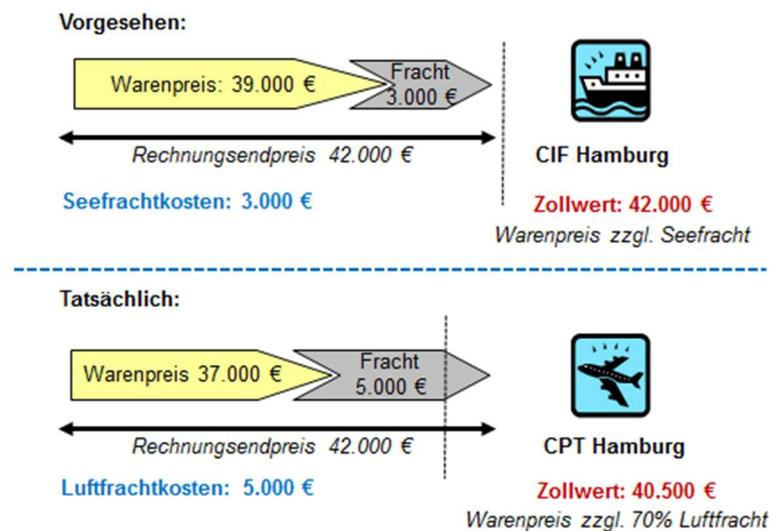 Vorgesehen:
Warenpreis: 39.000 €
Fracht
3.000 €
Rechnungsendpreis 42.000 €
CIF Hamburg
Seefrachtkosten: 3.000 €
Zollwert: 42.000 €
Warenpreis zzgl. Seefracht
Tatsächlich:
Warenpreis 37.000 €
Fracht
5.000 €
Rechnungsendpreis 42.000 €
CPT Hamburg
Luftfrachtkosten: 5.000 €
Zollwert: 40.500 €
Warenpreis zzgl. 70% Luftfracht